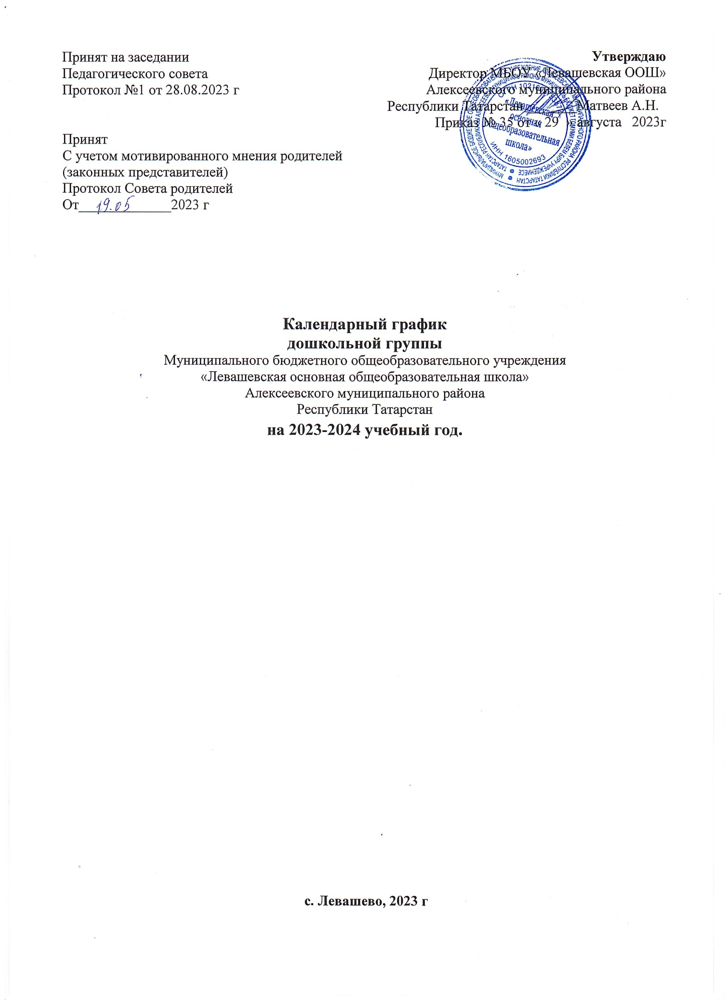 Принят на заседании
Педагогического совета
Протокол №1 от 28.08.2023 г
Утверждаю
Директор МБОУ «Левашевская ООШ»
Алексеевского муниципального района
Республики Татарстан Матвеев А.Н.
Приказ № 35 от « 29 » августа 2023г
«Левашевская
основная
общеобразовательная
школа»
ИНН 1605002693
Принят
С учетом мотивированного мнения родителей
(законных представителей)
Протокол Совета родителей
От 19.05 2023 г
Календарный график
дошкольной группы
Муниципального бюджетного общеобразовательного учреждения
«Левашевская основная общеобразовательная школа»
Алексеевского муниципального района
Республики Татарстан
на 2023-2024 учебный год.
с. Левашево, 2023 г